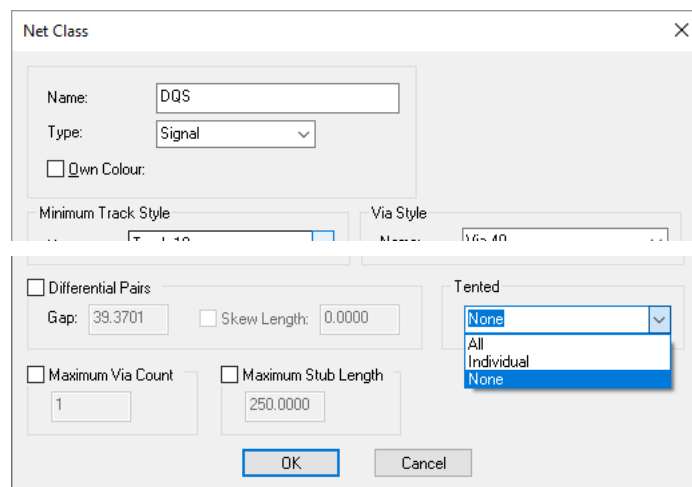 Net Class
Name: DQS
Type: Signal
Own Colour:
Minimum Track Style
Via Style
Differential Pairs
Gap: 39.3701 Skew Length: 0.0000
Tented
None
All
Individual
None
Maximum Via Count
1
Maximum Stub Length
250.0000
OK Cancel